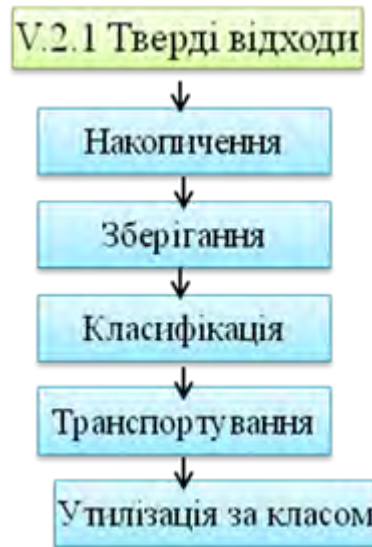 V.2.1 Тверді відходи
Накопичення
Зберігання
Класифікація
Транспортування
Утилізація за класом